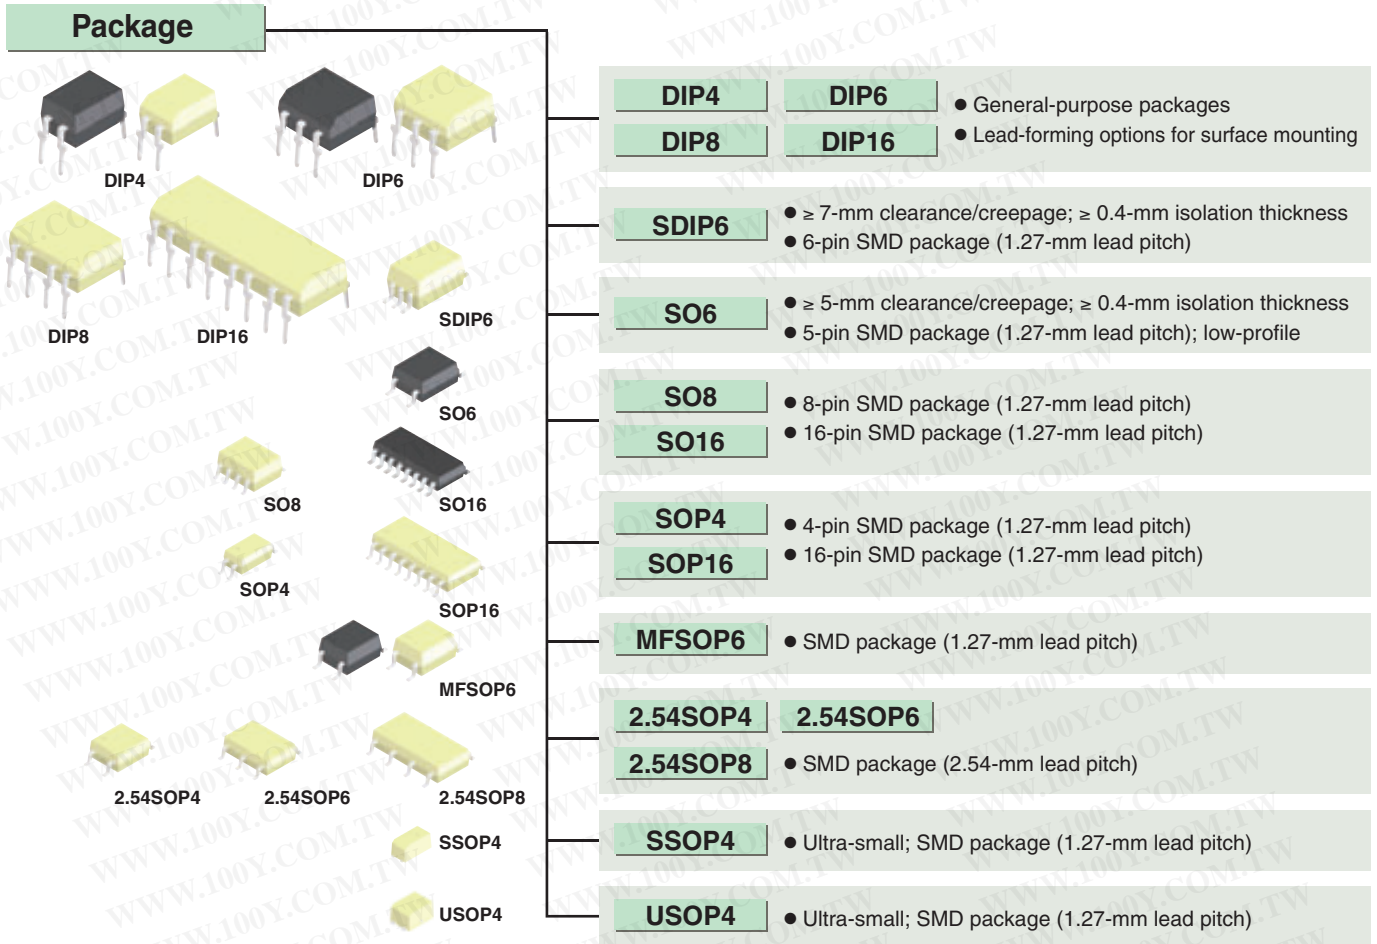 Package
DIP4
DIP6
DIP8
DIP16
SDIP6
SO6
SO8
SO16
SOP4
SOP16
MFSOP6
2.54SOP4
2.54SOP6
2.54SOP8
SSOP4
USOP4
DIP4 DIP6
DIP8 DIP16
● General-purpose packages
● Lead-forming options for surface mounting
SDIP6
● ≥ 7-mm clearance/creepage; ≥ 0.4-mm isolation thickness
● 6-pin SMD package (1.27-mm lead pitch)
SO6
● ≥ 5-mm clearance/creepage; ≥ 0.4-mm isolation thickness
● 5-pin SMD package (1.27-mm lead pitch); low-profile
SO8
SO16
● 8-pin SMD package (1.27-mm lead pitch)
● 16-pin SMD package (1.27-mm lead pitch)
SOP4
SOP16
● 4-pin SMD package (1.27-mm lead pitch)
● 16-pin SMD package (1.27-mm lead pitch)
MFSOP6
● SMD package (1.27-mm lead pitch)
2.54SOP4 2.54SOP6
2.54SOP8
● SMD package (2.54-mm lead pitch)
SSOP4
● Ultra-small; SMD package (1.27-mm lead pitch)
USOP4
● Ultra-small; SMD package (1.27-mm lead pitch)
WWW.100Y.COM.TW